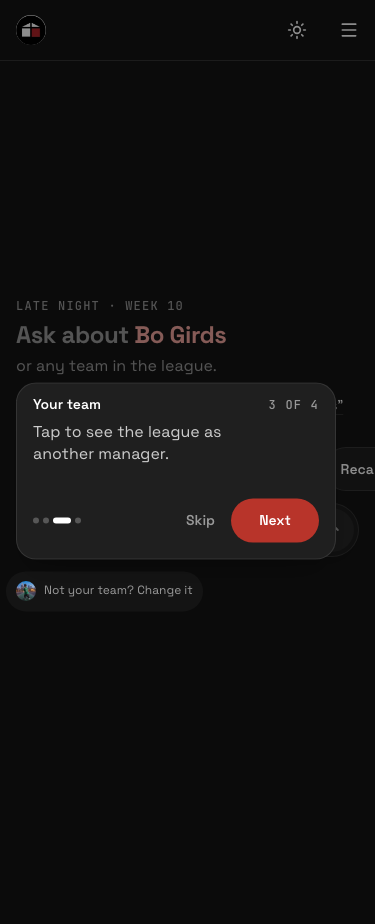 LATE NIGHT · WEEK 10
Ask about Bo Girds
or any team in the league.
Your team
3 OF 4
Tap to see the league as
another manager.
Skip
Next
Reca
Not your team? Change it